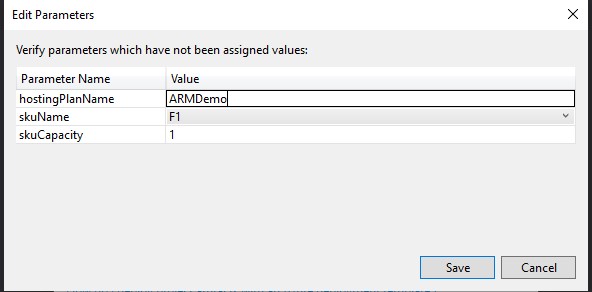 Edit Parameters
Verify parameters which have not been assigned values:
Parameter Name Value
hostingPlanName ARMDemo
skuName F1
skuCapacity 1
Save Cancel